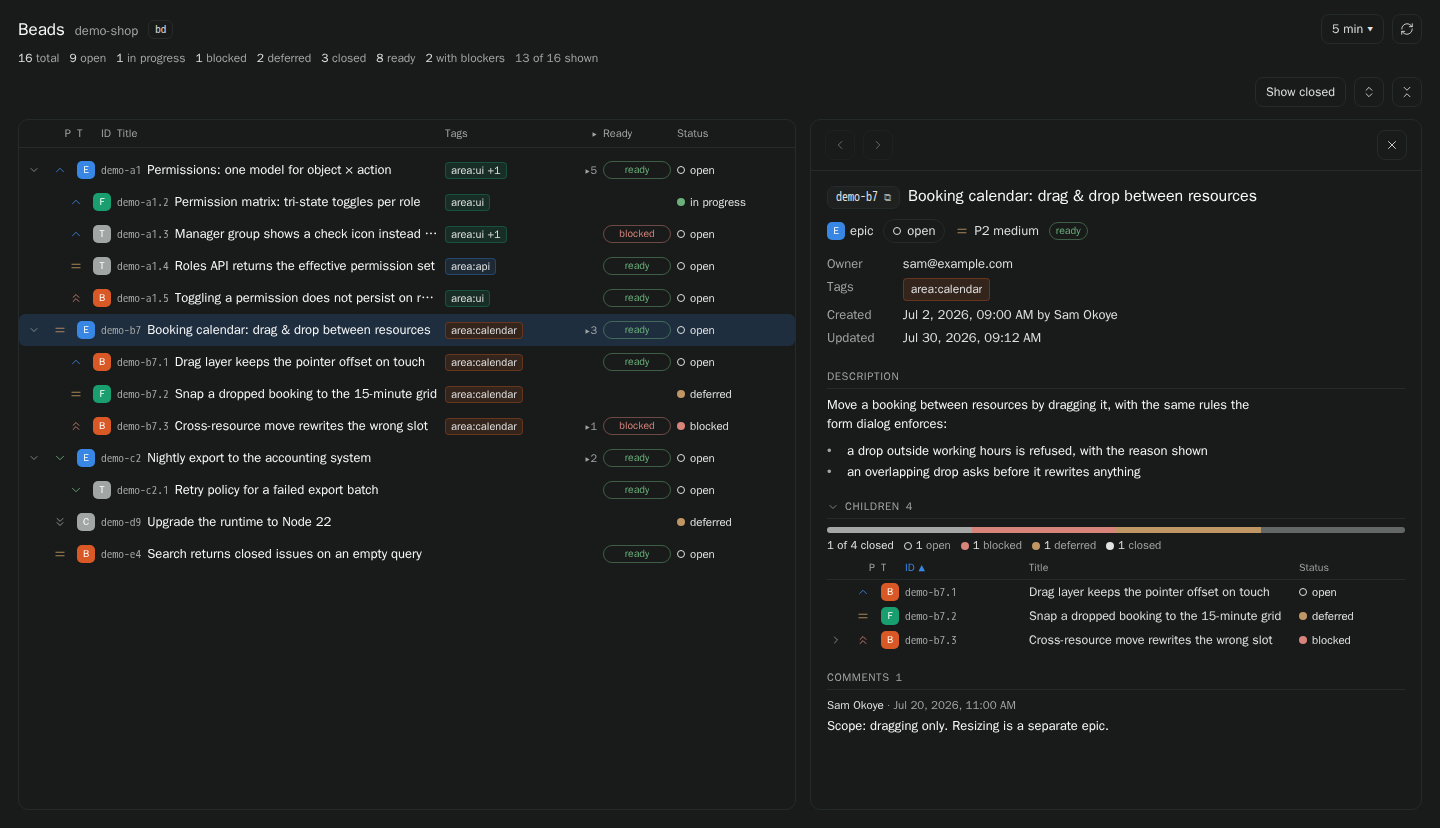 Beads demo-shop bd
5 min
16 total 9 open 1 in progress 1 blocked 2 deferred 3 closed 8 ready 2 with blockers 13 of 16 shown
Show closed
P T ID Title Tags ▸ Ready Status
E demo-a1 Permissions: one model for object × action area:ui +1 ▸5 ready open
F demo-a1.2 Permission matrix: tri-state toggles per role area:ui in progress
T demo-a1.3 Manager group shows a check icon instead ··· area:ui +1 blocked open
T demo-a1.4 Roles API returns the effective permission set area:api ready open
B demo-a1.5 Toggling a permission does not persist on r··· area:ui ready open
E demo-b7 Booking calendar: drag & drop between resources area:calendar ▸3 ready open
B demo-b7.1 Drag layer keeps the pointer offset on touch area:calendar ready open
F demo-b7.2 Snap a dropped booking to the 15-minute grid area:calendar deferred
B demo-b7.3 Cross-resource move rewrites the wrong slot area:calendar ▸1 blocked blocked
E demo-c2 Nightly export to the accounting system ▸2 ready open
T demo-c2.1 Retry policy for a failed export batch ready open
C demo-d9 Upgrade the runtime to Node 22 deferred
B demo-e4 Search returns closed issues on an empty query ready open
demo-b7 Booking calendar: drag & drop between resources
E epic open P2 medium ready
Owner sam@example.com
Tags area:calendar
Created Jul 2, 2026, 09:00 AM by Sam Okoye
Updated Jul 30, 2026, 09:12 AM
DESCRIPTION
Move a booking between resources by dragging it, with the same rules the
form dialog enforces:
• a drop outside working hours is refused, with the reason shown
• an overlapping drop asks before it rewrites anything
CHILDREN 4
1 of 4 closed 1 open 1 blocked 1 deferred 1 closed
P T ID ▲ Title Status
B demo-b7.1 Drag layer keeps the pointer offset on touch open
F demo-b7.2 Snap a dropped booking to the 15-minute grid deferred
B demo-b7.3 Cross-resource move rewrites the wrong slot blocked
COMMENTS 1
Sam Okoye · Jul 20, 2026, 11:00 AM
Scope: dragging only. Resizing is a separate epic.